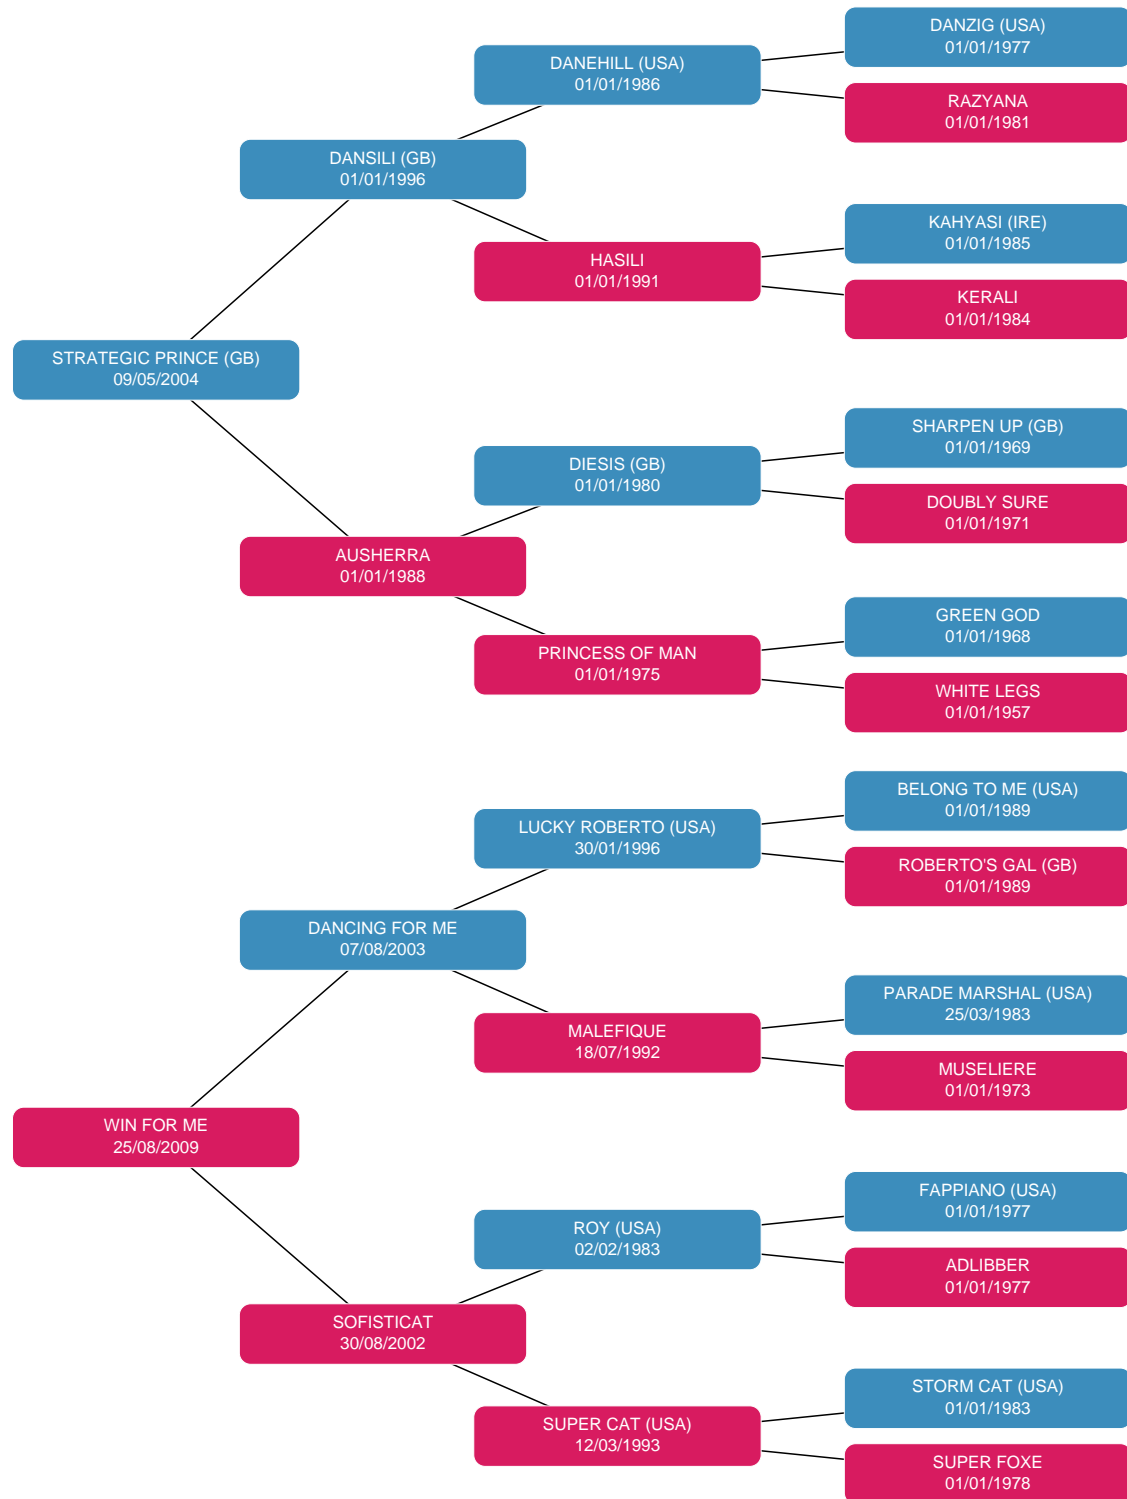 DANZIG (USA)
01/01/1977
DANEHILL (USA)
01/01/1986
RAZYANA
01/01/1981
DANSILI (GB)
01/01/1996
KAHYASI (IRE)
01/01/1985
HASILI
01/01/1991
KERALI
01/01/1984
STRATEGIC PRINCE (GB)
09/05/2004
SHARPEN UP (GB)
01/01/1969
DIESIS (GB)
01/01/1980
DOUBLY SURE
01/01/1971
AUSHERRA
01/01/1988
GREEN GOD
01/01/1968
PRINCESS OF MAN
01/01/1975
WHITE LEGS
01/01/1957
BELONG TO ME (USA)
01/01/1989
LUCKY ROBERTO (USA)
30/01/1996
ROBERTO'S GAL (GB)
01/01/1989
DANCING FOR ME
07/08/2003
PARADE MARSHAL (USA)
25/03/1983
MALEFIQUE
18/07/1992
MUSELIERE
01/01/1973
WIN FOR ME
25/08/2009
FAPPIANO (USA)
01/01/1977
ROY (USA)
02/02/1983
ADLIBBER
01/01/1977
SOFISTICAT
30/08/2002
STORM CAT (USA)
01/01/1983
SUPER CAT (USA)
12/03/1993
SUPER FOXE
01/01/1978